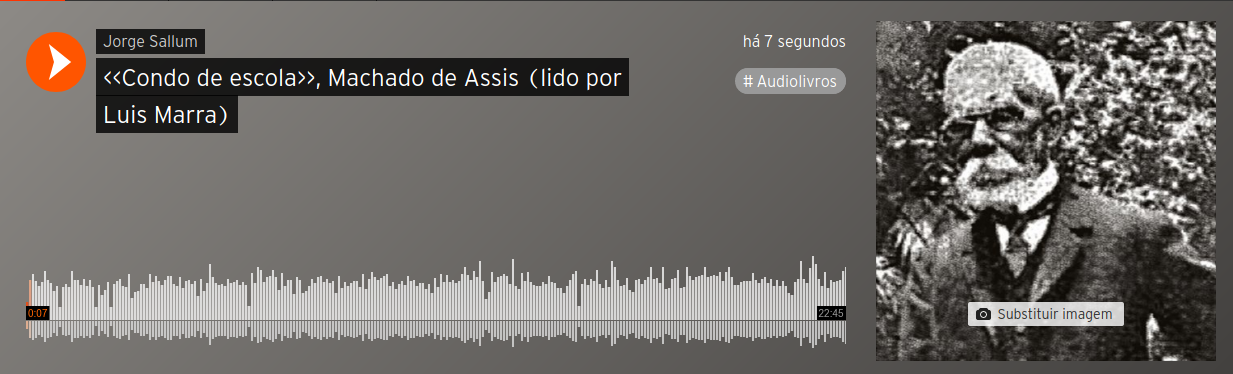 Jorge Sallum
há 7 segundos
<<Condo de escola>>, Machado de Assis (lido por
Luis Marra)
# Audiolivros
0:07
22:45
Substituir imagem